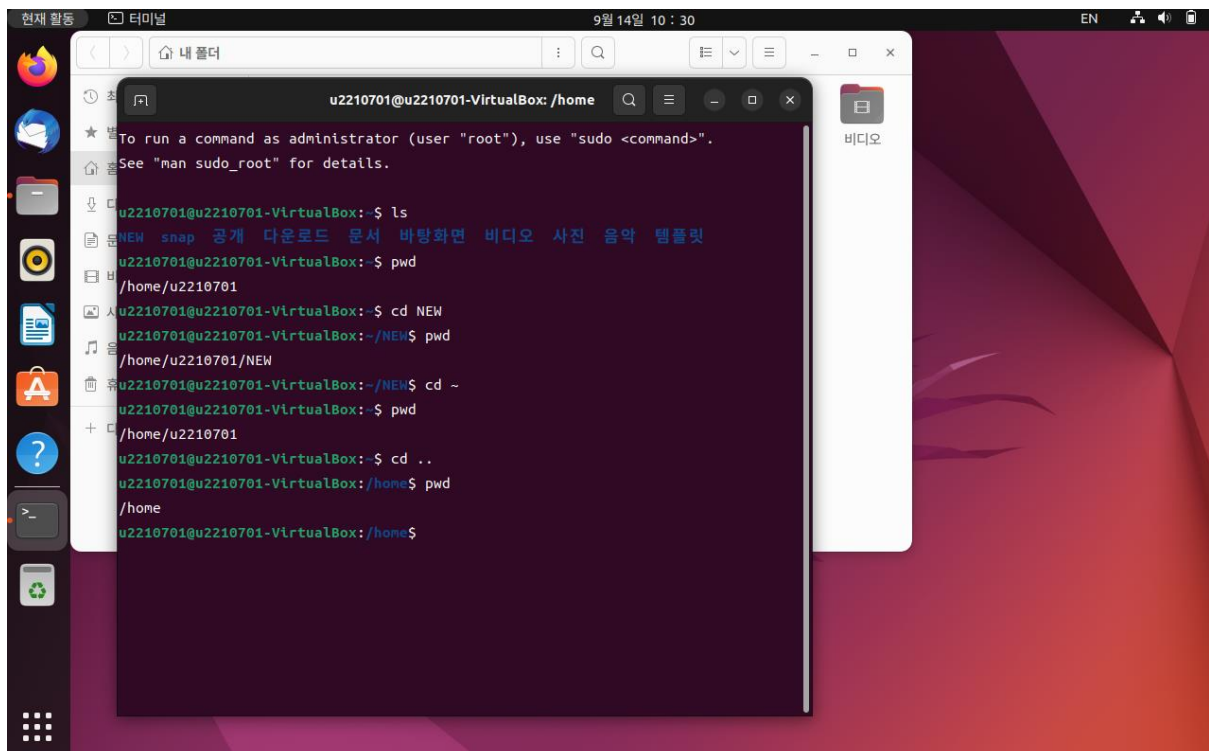 현재 활동 터미널 9월 14일 10 : 30 EN
내 폴더
u2210701@u2210701-VirtualBox: /home
비디오
To run a command as administrator (user "root"), use "sudo <command>".
See "man sudo_root" for details.
u2210701@u2210701-VirtualBox:~$ ls
NEW snap 공개 다운로드 문서 바탕화면 비디오 사진 음악 템플릿
u2210701@u2210701-VirtualBox:~$ pwd
/home/u2210701
u2210701@u2210701-VirtualBox:~$ cd NEW
u2210701@u2210701-VirtualBox:~/NEW$ pwd
/home/u2210701/NEW
u2210701@u2210701-VirtualBox:~/NEW$ cd ~
u2210701@u2210701-VirtualBox:~$ pwd
/home/u2210701
u2210701@u2210701-VirtualBox:~$ cd ..
u2210701@u2210701-VirtualBox:/home$ pwd
/home
u2210701@u2210701-VirtualBox:/home$